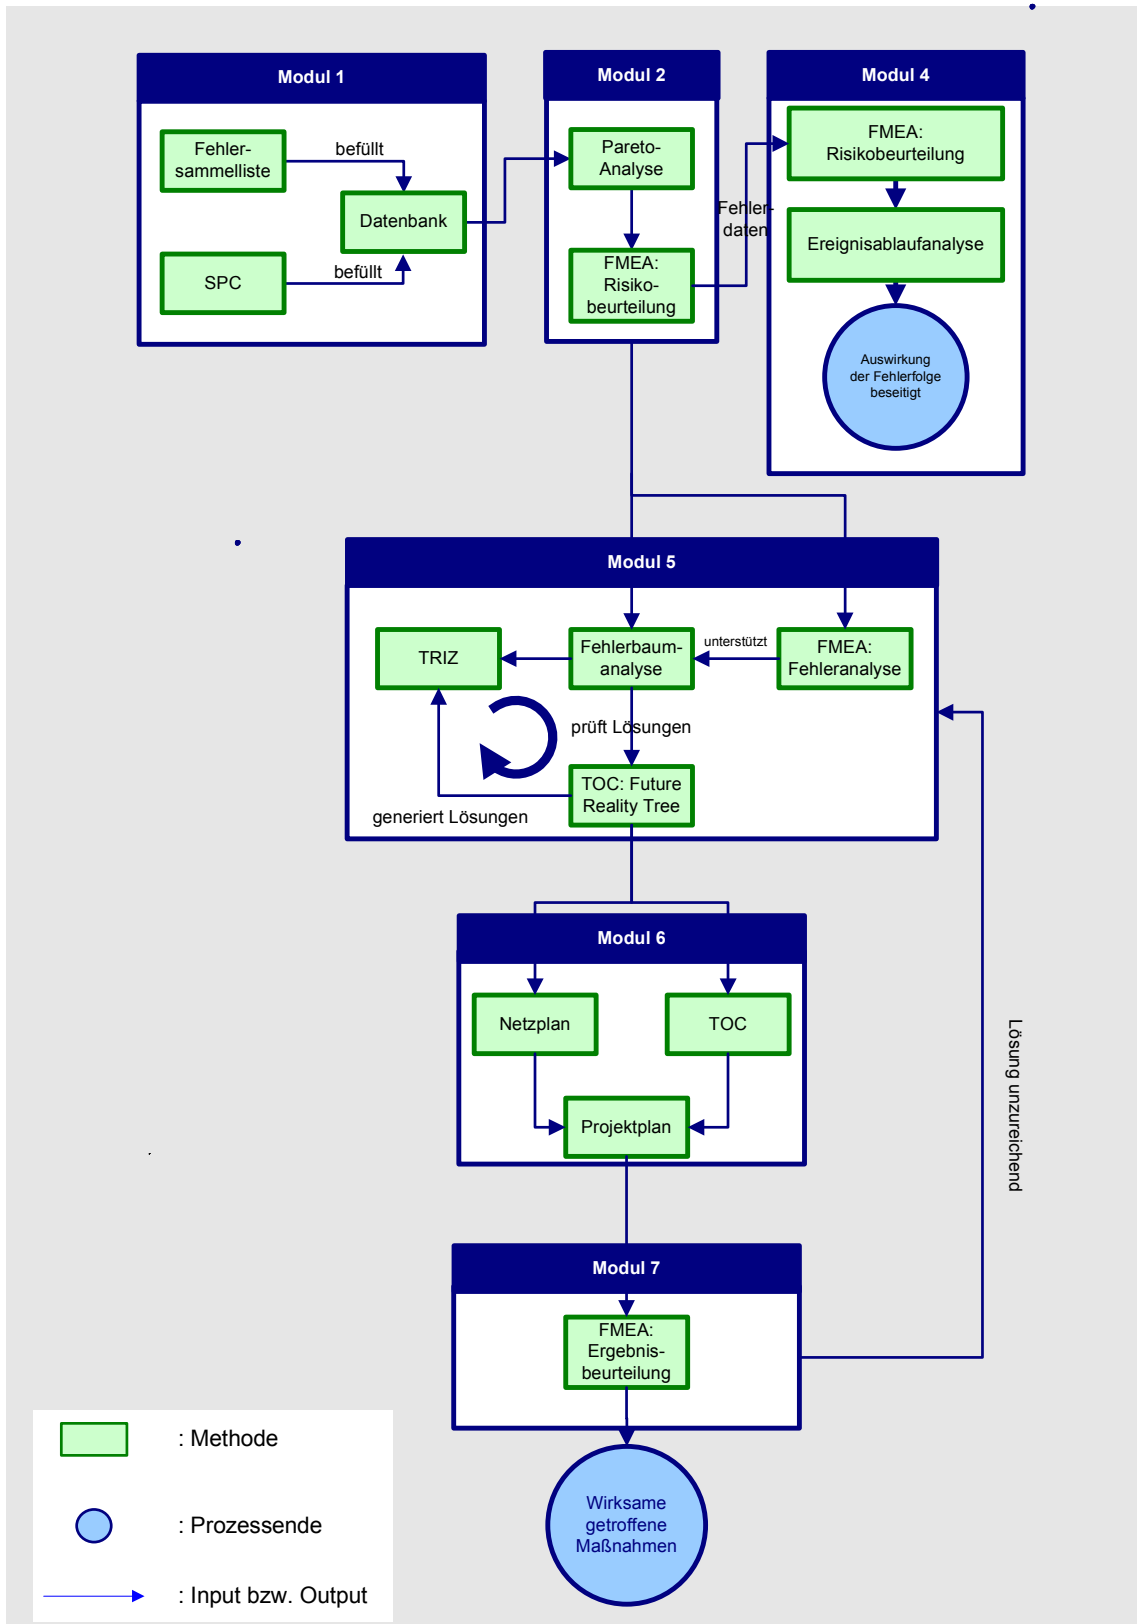 Modul 1
Fehler-
sammelliste
befüllt
Datenbank
SPC
befüllt
Modul 2
Pareto-
Analyse
FMEA:
Risiko-
beurteilung
Fehler-
daten
Modul 4
FMEA:
Risikobeurteilung
Ereignisablaufanalyse
Auswirkung
der Fehlerfolge
beseitigt
Modul 5
TRIZ
Fehlerbaum-
analyse
unterstützt
FMEA:
Fehleranalyse
prüft Lösungen
TOC: Future
Reality Tree
generiert Lösungen
Modul 6
Netzplan
TOC
Projektplan
Lösung unzureichend
Modul 7
FMEA:
Ergebnis-
beurteilung
Wirksame
getroffene
Maßnahmen
: Methode
: Prozessende
: Input bzw. Output